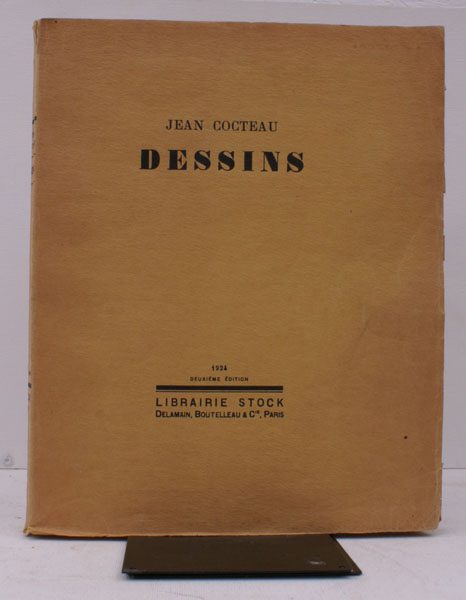 JEAN COCTEAU
DESSINS
1924
DEUXIÈME ÉDITION
LIBRAIRIE STOCK
DELAMAIN, BOUTELLEAU & Cie, PARIS